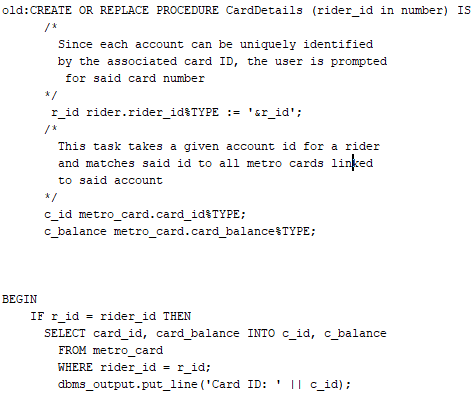 old:CREATE OR REPLACE PROCEDURE CardDetails (rider_id in number) IS
/*
Since each account can be uniquely identified
by the associated card ID, the user is prompted
for said card number
*/
r_id rider.rider_id%TYPE := '&r_id';
/*
This task takes a given account id for a rider
and matches said id to all metro cards linked
to said account
*/
c_id metro_card.card_id%TYPE;
c_balance metro_card.card_balance%TYPE;
BEGIN
IF r_id = rider_id THEN
SELECT card_id, card_balance INTO c_id, c_balance
FROM metro_card
WHERE rider_id = r_id;
dbms_output.put_line('Card ID: ' || c_id);